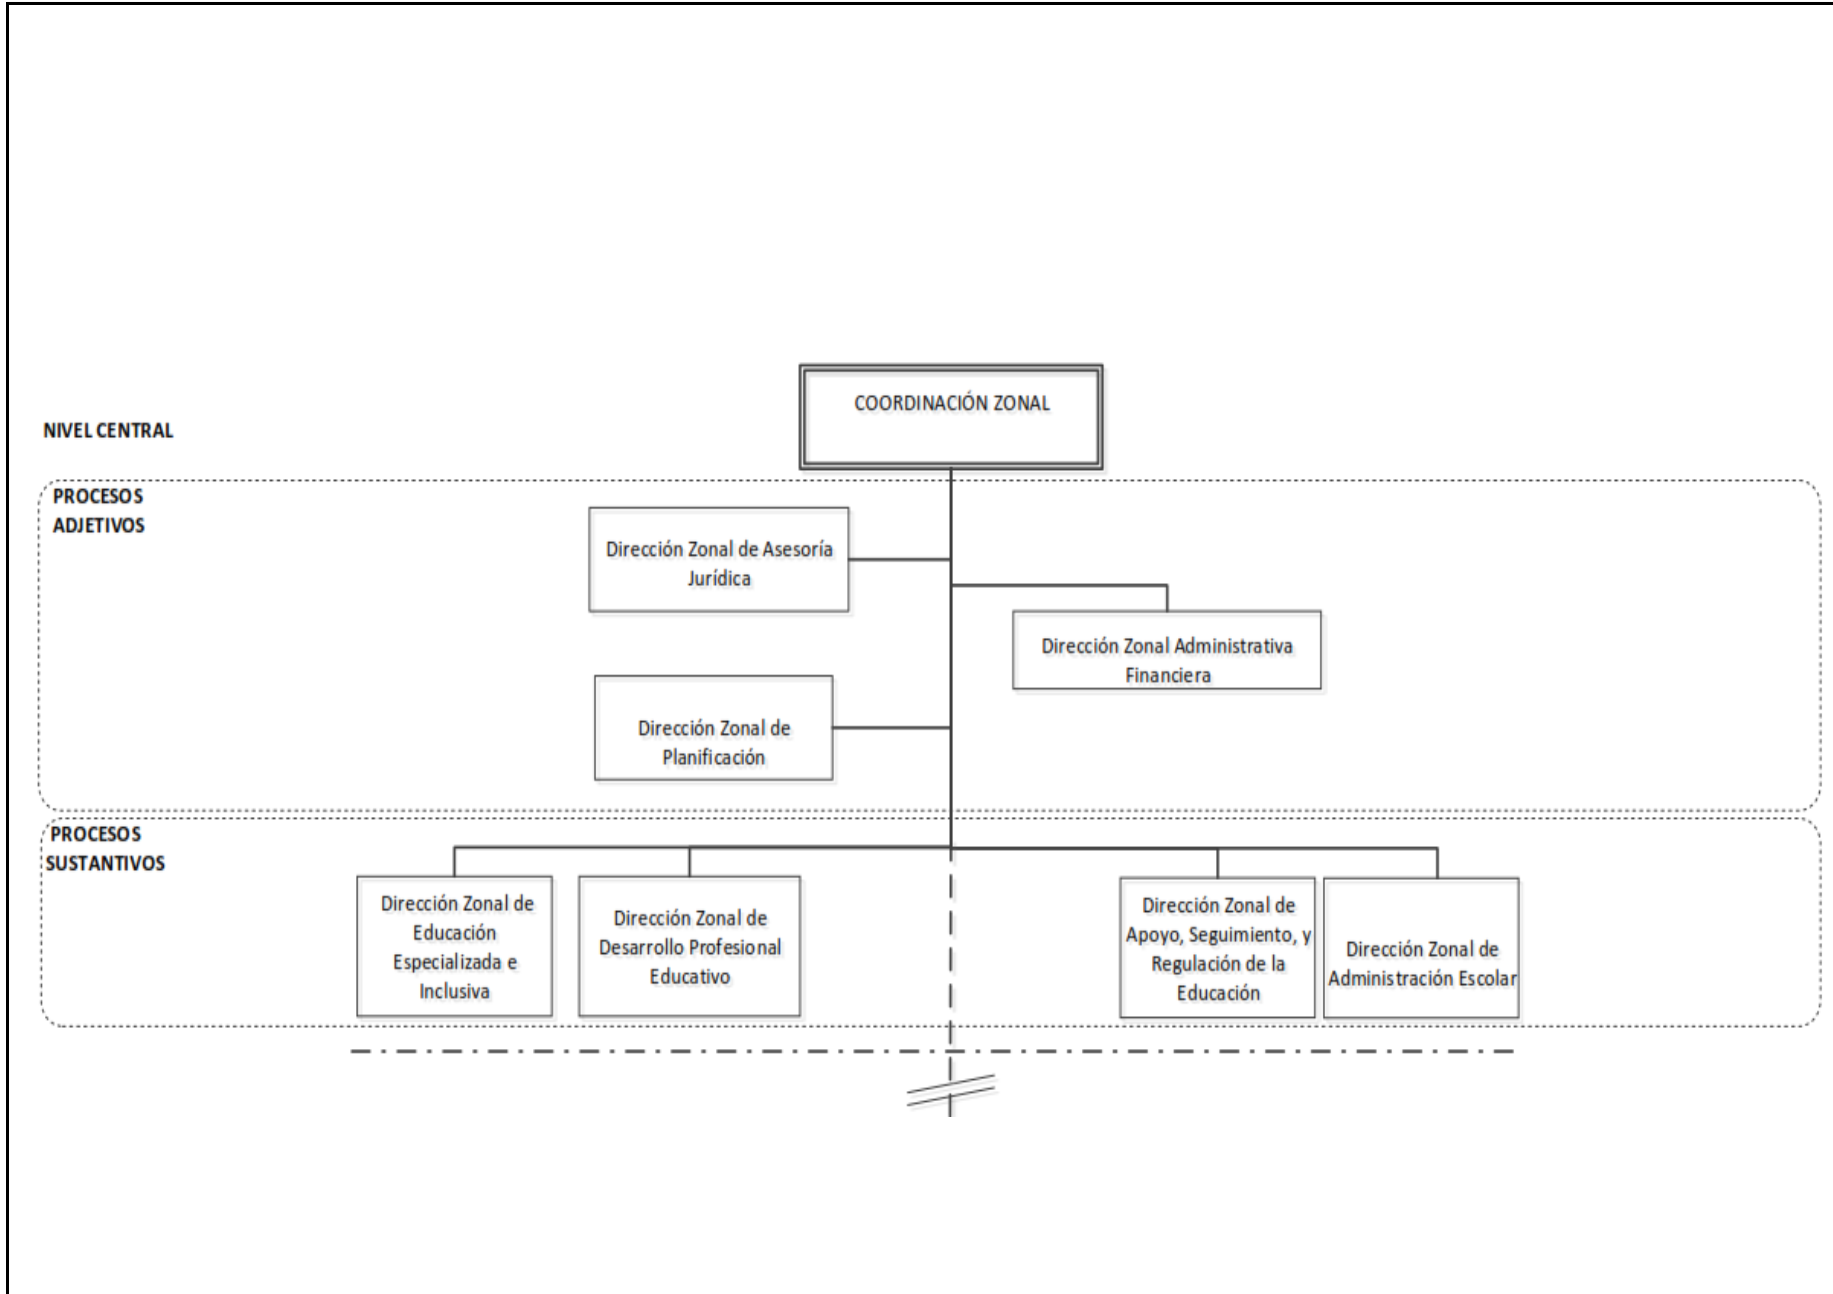 COORDINACIÓN ZONAL
NIVEL CENTRAL
PROCESOS
ADJETIVOS
Dirección Zonal de Asesoría
Jurídica
Dirección Zonal Administrativa
Financiera
Dirección Zonal de
Planificación
PROCESOS
SUSTANTIVOS
Dirección Zonal de
Educación
Especializada e
Inclusiva
Dirección Zonal de
Desarrollo Profesional
Educativo
Dirección Zonal de
Apoyo, Seguimiento, y
Regulación de la
Educación
Dirección Zonal de
Administración Escolar